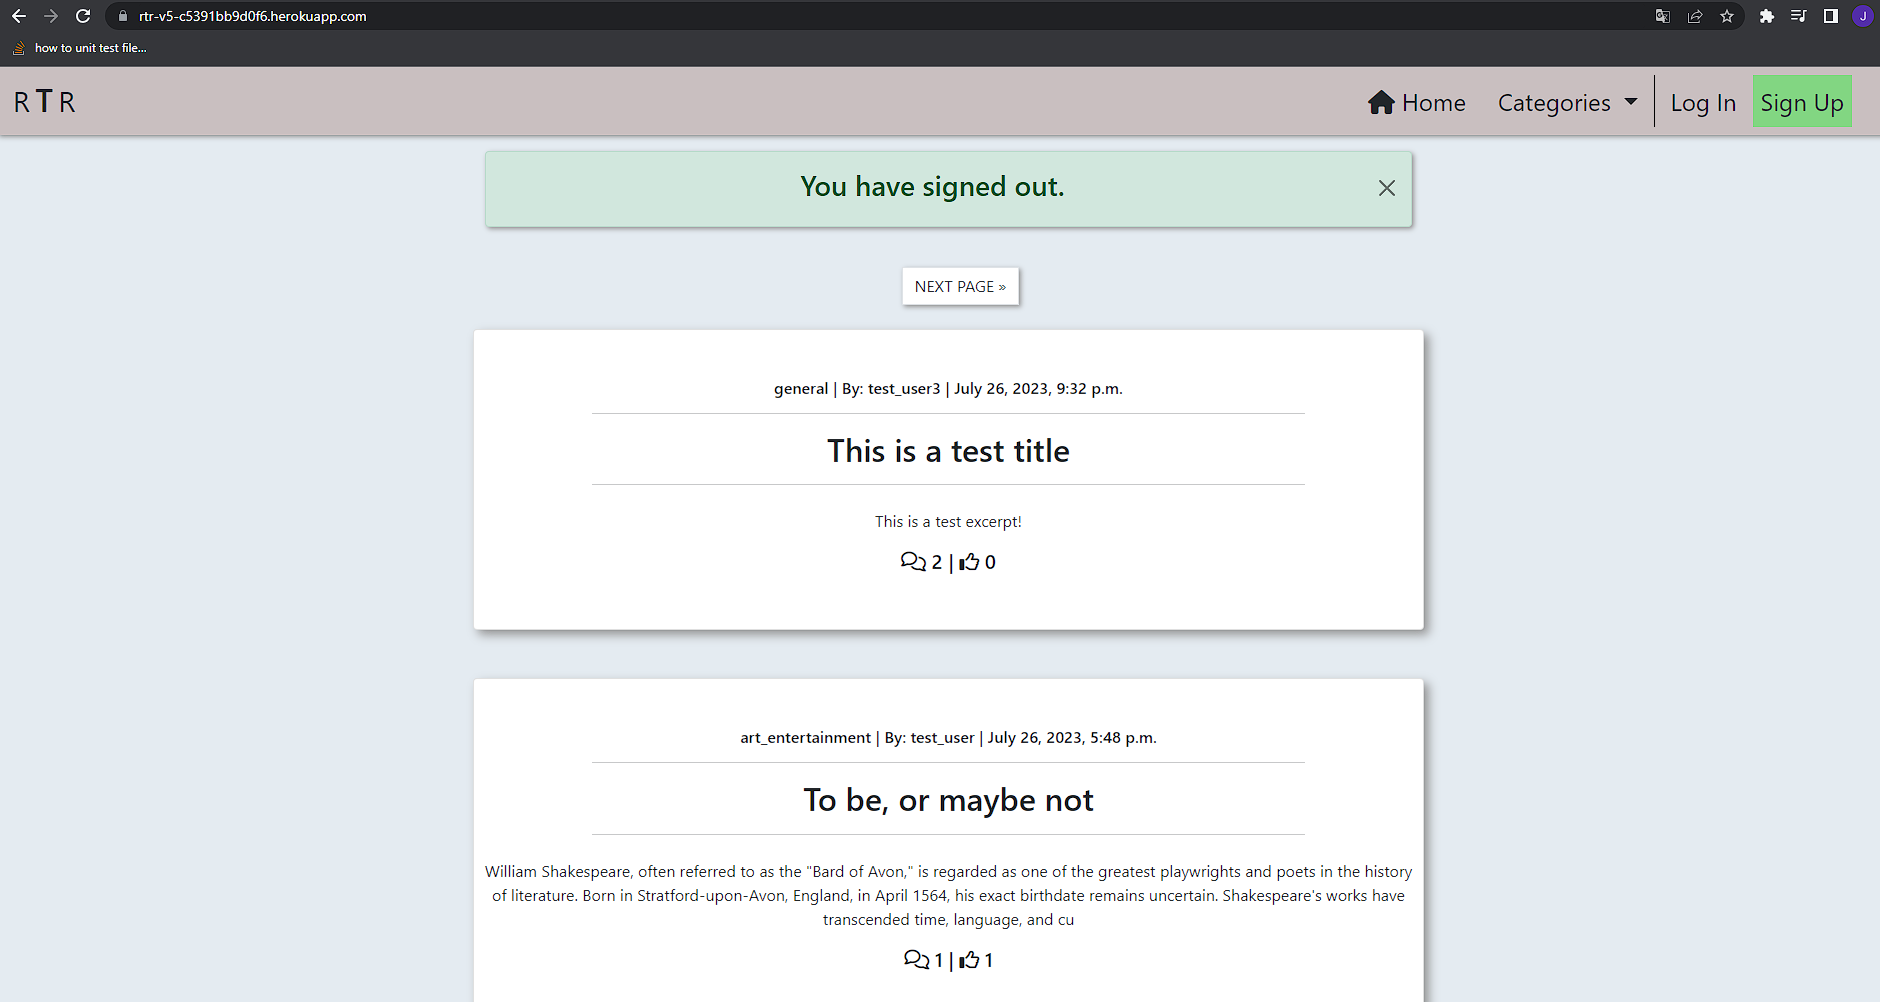 rtr-v5-c5391bb9d0f6.herokuapp.com
J
how to unit test file...
R T R
Home Categories Log In Sign Up
You have signed out.
NEXT PAGE »
general | By: test_user3 | July 26, 2023, 9:32 p.m.
This is a test title
This is a test excerpt!
2 | 0
art_entertainment | By: test_user | July 26, 2023, 5:48 p.m.
To be, or maybe not
William Shakespeare, often referred to as the "Bard of Avon," is regarded as one of the greatest playwrights and poets in the history
of literature. Born in Stratford-upon-Avon, England, in April 1564, his exact birthdate remains uncertain. Shakespeare's works have
transcended time, language, and cu
1 | 1